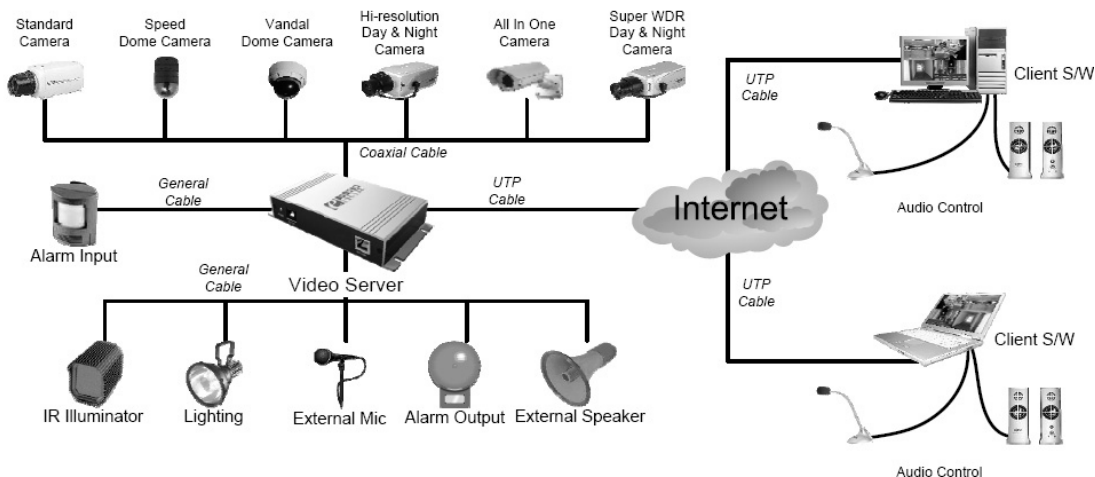 Standard
Camera
Speed
Dome Camera
Vandal
Dome Camera
Hi-resolution
Day & Night
Camera
All In One
Camera
Super WDR
Day & Night
Camera
Coaxial Cable
General
Cable
UTP
Cable
Alarm Input
Video Server
General
Cable
IR Illuminator
Lighting
External Mic
Alarm Output
External Speaker
Internet
UTP
Cable
Client S/W
Audio Control
UTP
Cable
Client S/W
Audio Control